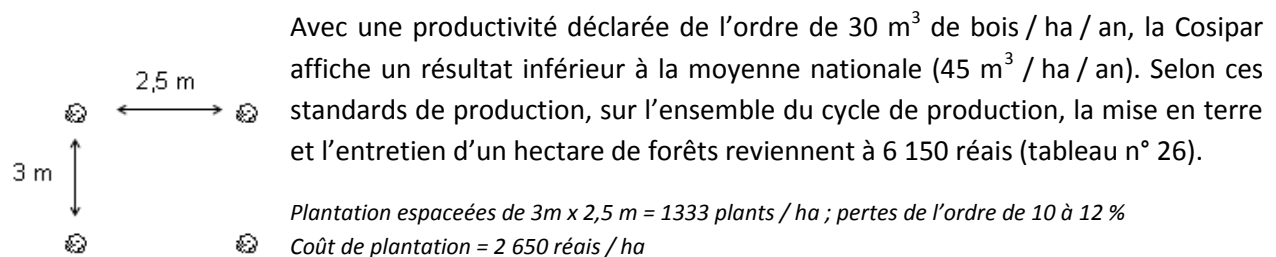 Avec une productivité déclarée de l’ordre de 30 m³ de bois / ha / an, la Cosipar
affiche un résultat inférieur à la moyenne nationale (45 m³ / ha / an). Selon ces
standards de production, sur l’ensemble du cycle de production, la mise en terre
et l’entretien d’un hectare de forêts reviennent à 6 150 réais (tableau n° 26).
2,5 m
3 m
Plantation espaceées de 3m x 2,5 m = 1333 plants / ha ; pertes de l’ordre de 10 à 12 %
Coût de plantation = 2 650 réais / ha